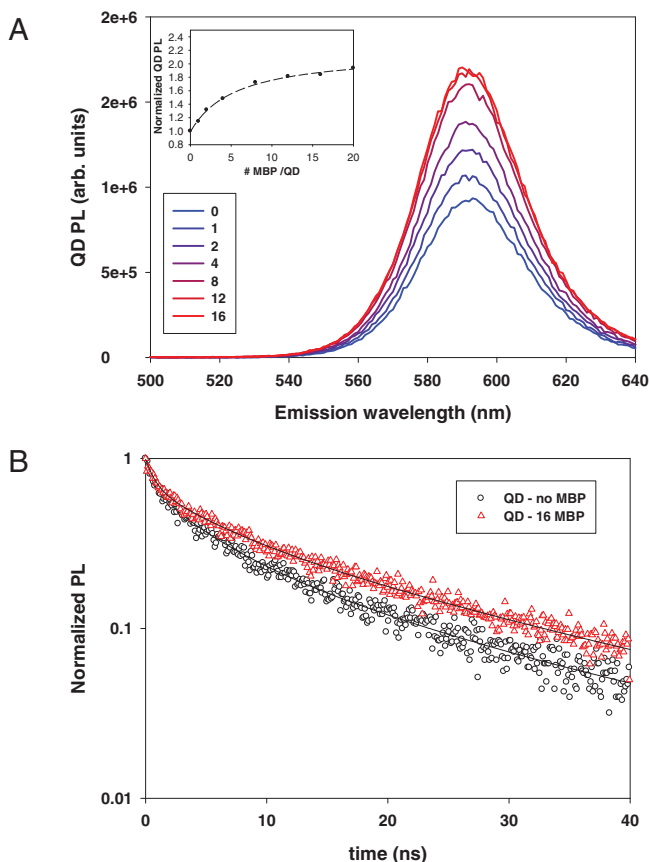 A
QD PL (arb. units)
2e+6
2e+6
1e+6
5e+5
0
500 520 540 560 580 600 620 640
Emission wavelength (nm)
Normalized QD PL
2.4
2.2
2.0
1.8
1.6
1.4
1.2
1.0
0.8
0 5 10 15 20
# MBP /QD
0
1
2
4
8
12
16
B
Normalized PL
1
0.1
0.01
0 10 20 30 40
time (ns)
QD - no MBP
QD - 16 MBP